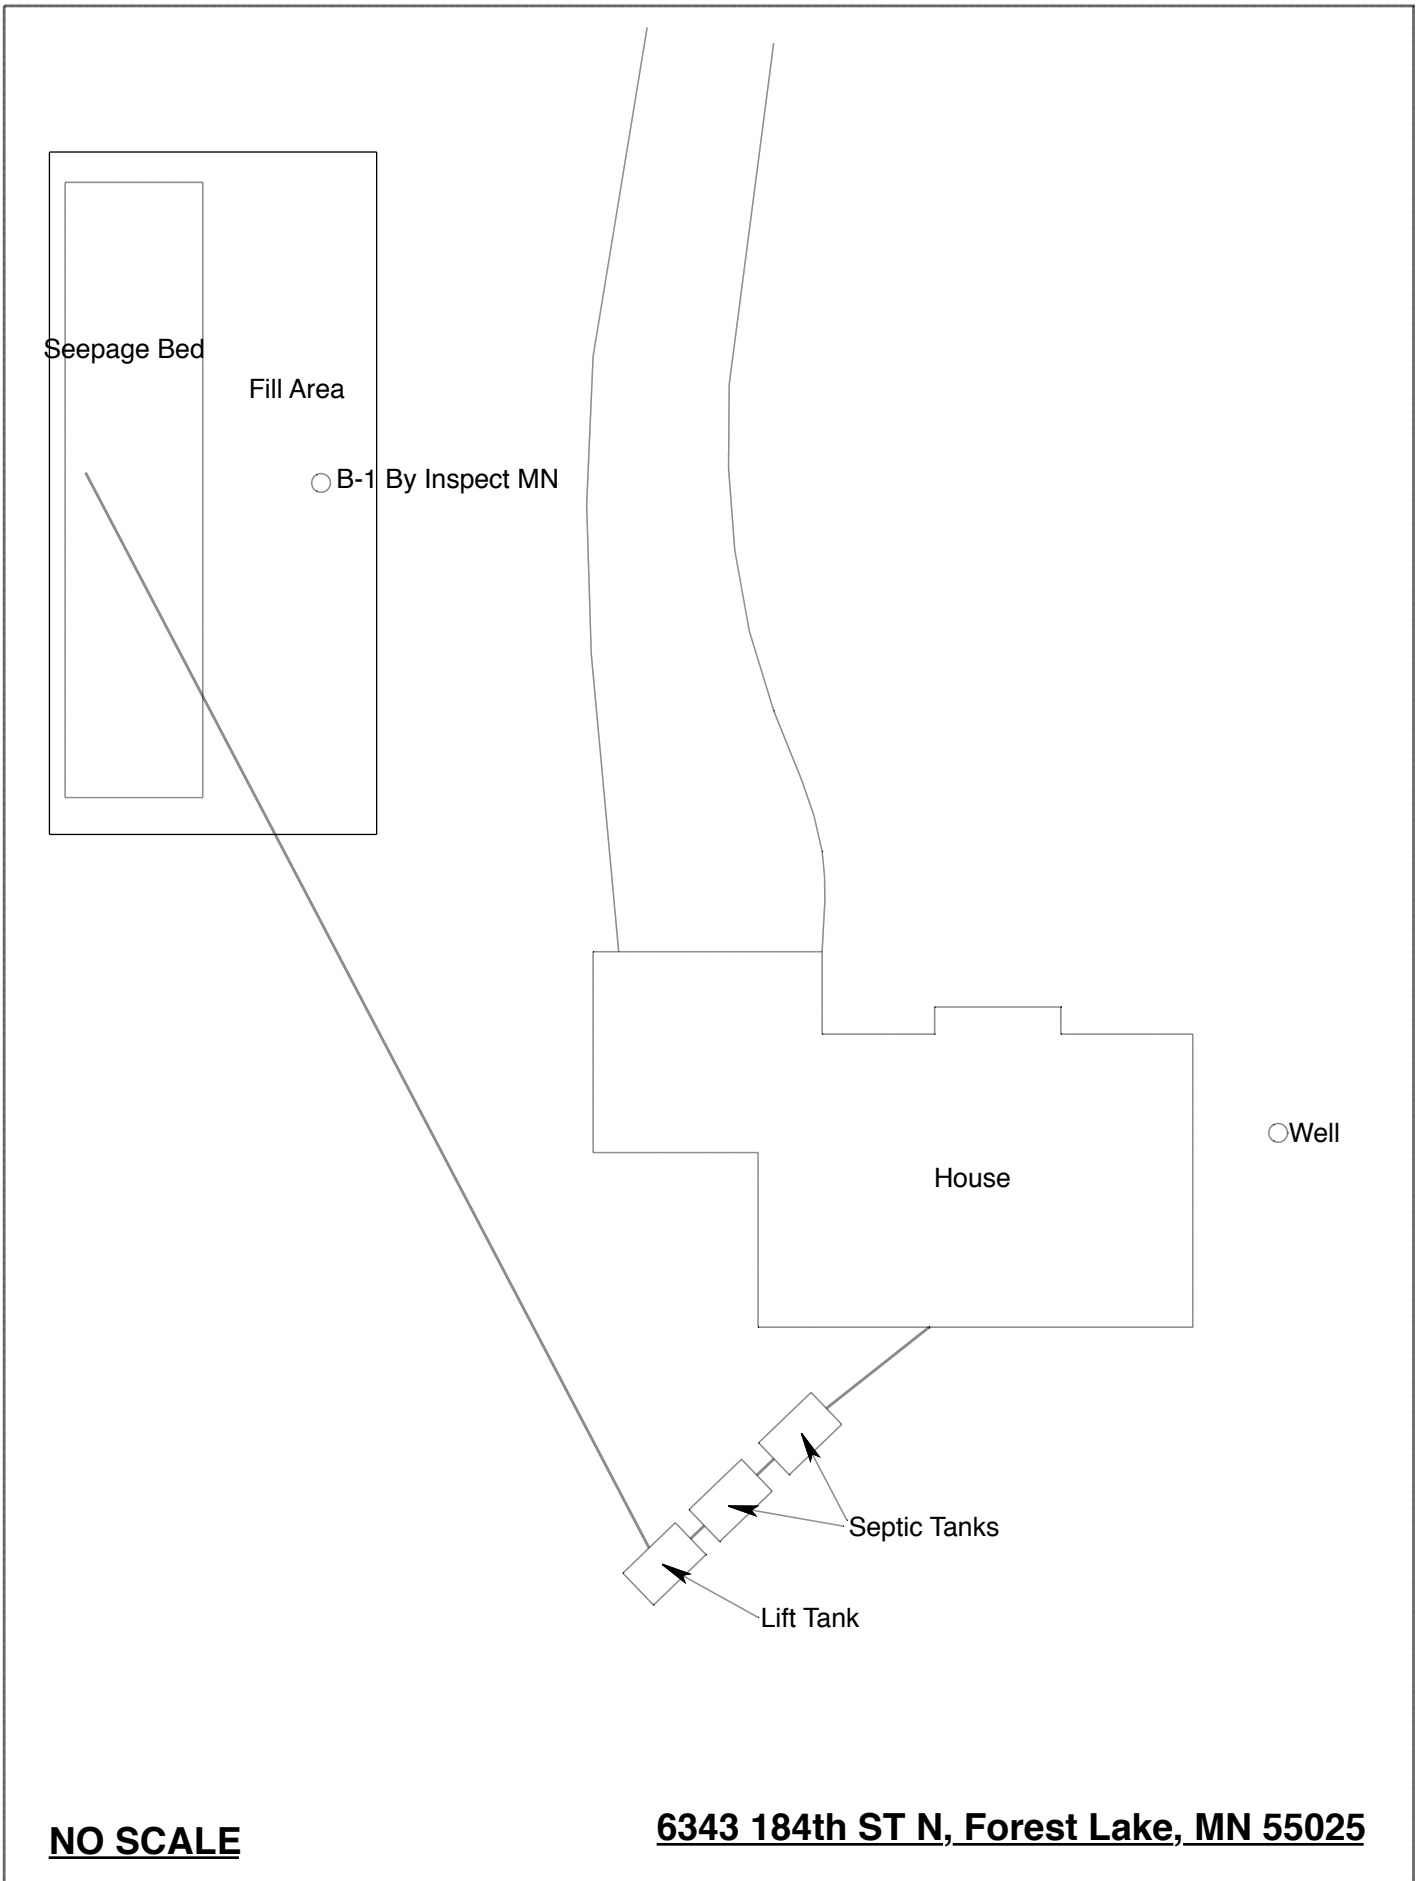 Seepage Bed
Fill Area
B-1 By Inspect MN
Well
House
Septic Tanks
Lift Tank
NO SCALE
6343 184th ST N, Forest Lake, MN 55025